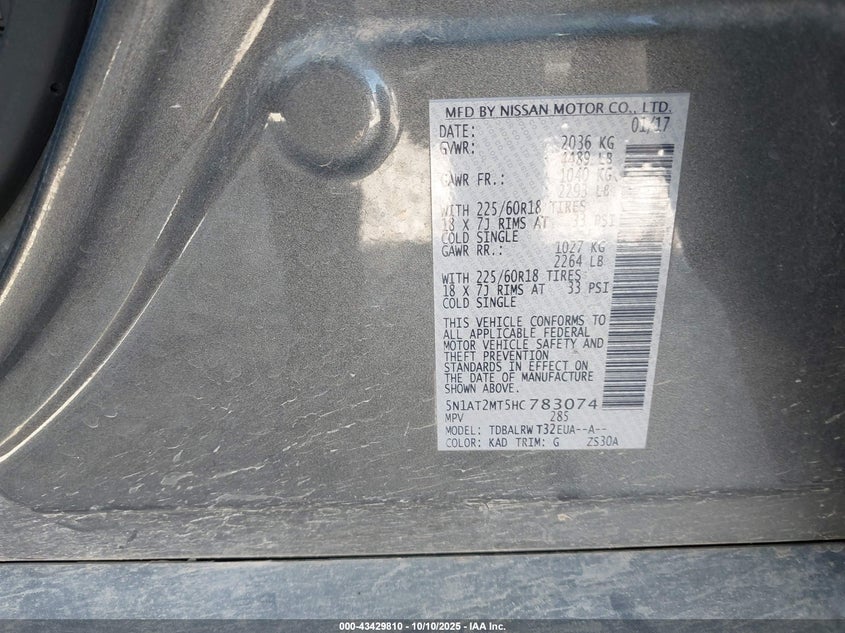 MFD BY NISSAN MOTOR CO., LTD.
DATE: 01/17
GVWR: 2036 KG
4489 LB
GAWR FR.: 1040 KG
2293 LB
WITH 225/60R18 TIRES
18 X 7J RIMS AT 33 PSI
COLD SINGLE
GAWR RR.: 1027 KG
2264 LB
WITH 225/60R18 TIRES
18 X 7J RIMS AT 33 PSI
COLD SINGLE
THIS VEHICLE CONFORMS TO
ALL APPLICABLE FEDERAL
MOTOR VEHICLE SAFETY AND
THEFT PREVENTION
STANDARDS IN EFFECT ON
THE DATE OF MANUFACTURE
SHOWN ABOVE.
5N1AT2MT5HC783074
MPV 285
MODEL: TDBALRW T32EUA--A--
COLOR: KAD TRIM: G ZS30A
000-43429810 - 10/10/2025 - IAA Inc.